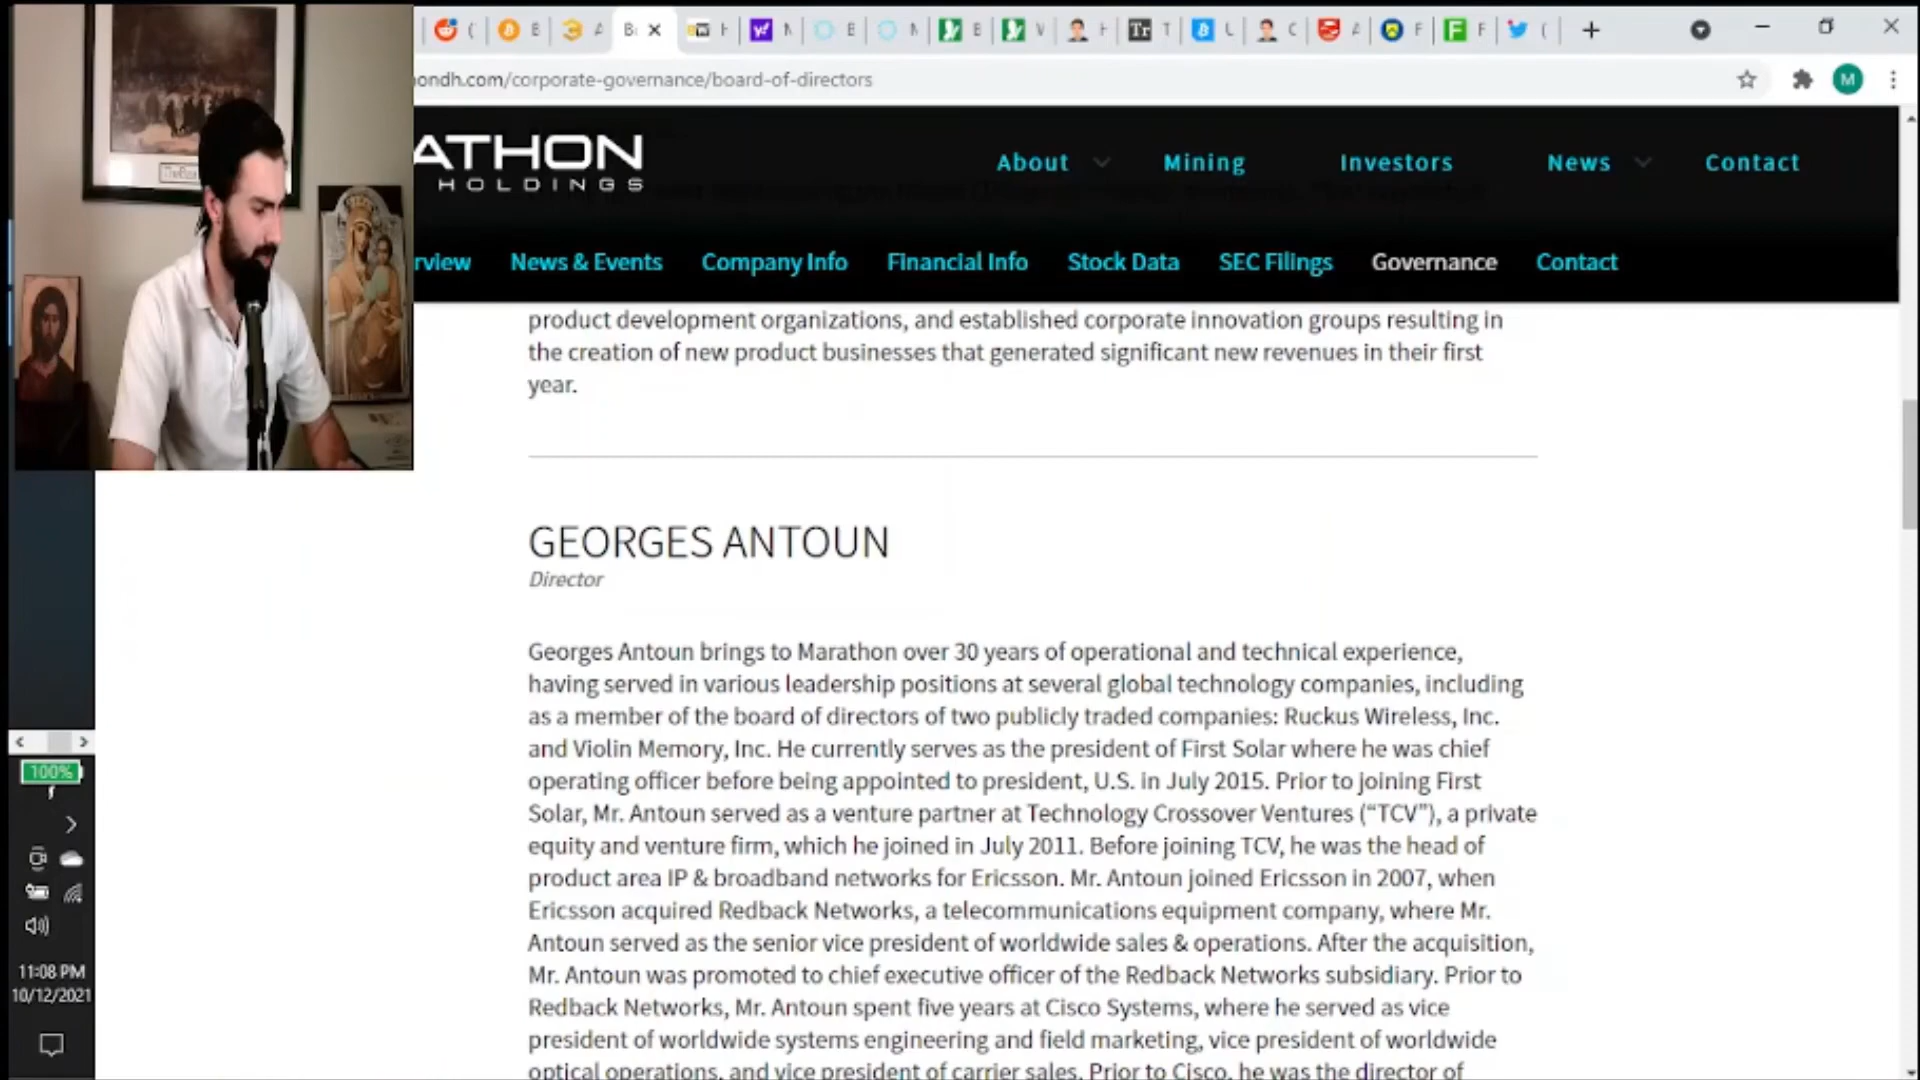 B
A
B
H
M
E
M
E
V
H
T
L
C
A
F
F
ondh.com/corporate-governance/board-of-directors
M
ATHON
HOLDINGS
About
Mining
Investors
News
Contact
rview
News & Events
Company Info
Financial Info
Stock Data
SEC Filings
Governance
Contact
product development organizations, and established corporate innovation groups resulting in
the creation of new product businesses that generated significant new revenues in their first
year.
GEORGES ANTOUN
Director
Georges Antoun brings to Marathon over 30 years of operational and technical experience,
having served in various leadership positions at several global technology companies, including
as a member of the board of directors of two publicly traded companies: Ruckus Wireless, Inc.
and Violin Memory, Inc. He currently serves as the president of First Solar where he was chief
operating officer before being appointed to president, U.S. in July 2015. Prior to joining First
Solar, Mr. Antoun served as a venture partner at Technology Crossover Ventures (“TCV”), a private
equity and venture firm, which he joined in July 2011. Before joining TCV, he was the head of
product area IP & broadband networks for Ericsson. Mr. Antoun joined Ericsson in 2007, when
Ericsson acquired Redback Networks, a telecommunications equipment company, where Mr.
Antoun served as the senior vice president of worldwide sales & operations. After the acquisition,
Mr. Antoun was promoted to chief executive officer of the Redback Networks subsidiary. Prior to
Redback Networks, Mr. Antoun spent five years at Cisco Systems, where he served as vice
president of worldwide systems engineering and field marketing, vice president of worldwide
optical operations, and vice president of carrier sales. Prior to Cisco, he was the director of
100%
11:08 PM
10/12/2021